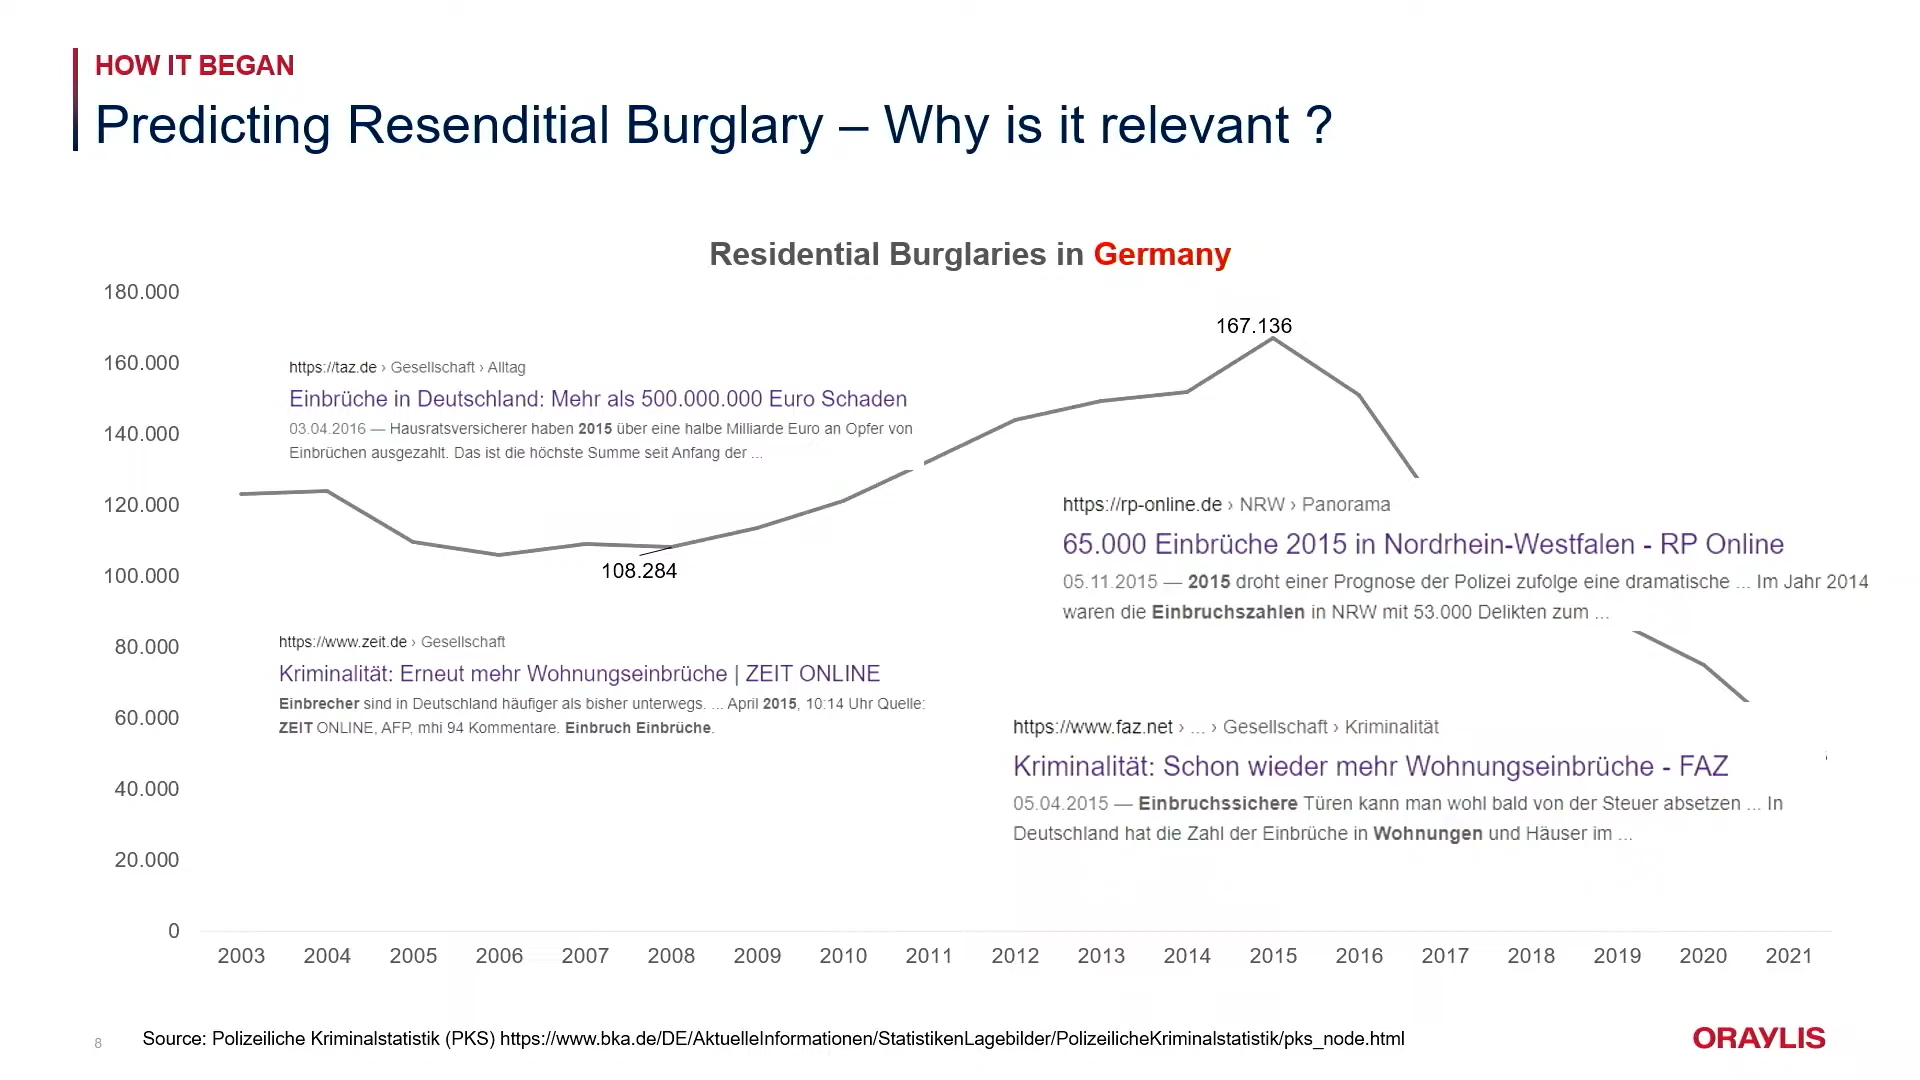 HOW IT BEGAN
Predicting Resenditial Burglary – Why is it relevant ?
Residential Burglaries in Germany
180.000
160.000
140.000
120.000
100.000
80.000
60.000
40.000
20.000
0
167.136
108.284
https://taz.de › Gesellschaft › Alltag
Einbrüche in Deutschland: Mehr als 500.000.000 Euro Schaden
03.04.2016 — Hausratsversicherer haben 2015 über eine halbe Milliarde Euro an Opfer von
Einbrüchen ausgezahlt. Das ist die höchste Summe seit Anfang der ...
https://rp-online.de › NRW › Panorama
65.000 Einbrüche 2015 in Nordrhein-Westfalen - RP Online
05.11.2015 — 2015 droht einer Prognose der Polizei zufolge eine dramatische ... Im Jahr 2014
waren die Einbruchszahlen in NRW mit 53.000 Delikten zum ...
https://www.zeit.de › Gesellschaft
Kriminalität: Erneut mehr Wohnungseinbrüche | ZEIT ONLINE
Einbrecher sind in Deutschland häufiger als bisher unterwegs. ... April 2015, 10:14 Uhr Quelle:
ZEIT ONLINE, AFP, mhi 94 Kommentare. Einbruch Einbrüche.
https://www.faz.net › ... › Gesellschaft › Kriminalität
Kriminalität: Schon wieder mehr Wohnungseinbrüche - FAZ
05.04.2015 — Einbruchssichere Türen kann man wohl bald von der Steuer absetzen ... In
Deutschland hat die Zahl der Einbrüche in Wohnungen und Häuser im ...
2003 2004 2005 2006 2007 2008 2009 2010 2011 2012 2013 2014 2015 2016 2017 2018 2019 2020 2021
8
Source: Polizeiliche Kriminalstatistik (PKS) https://www.bka.de/DE/AktuelleInformationen/StatistikenLagebilder/PolizeilicheKriminalstatistik/pks_node.html
ORAYLIS